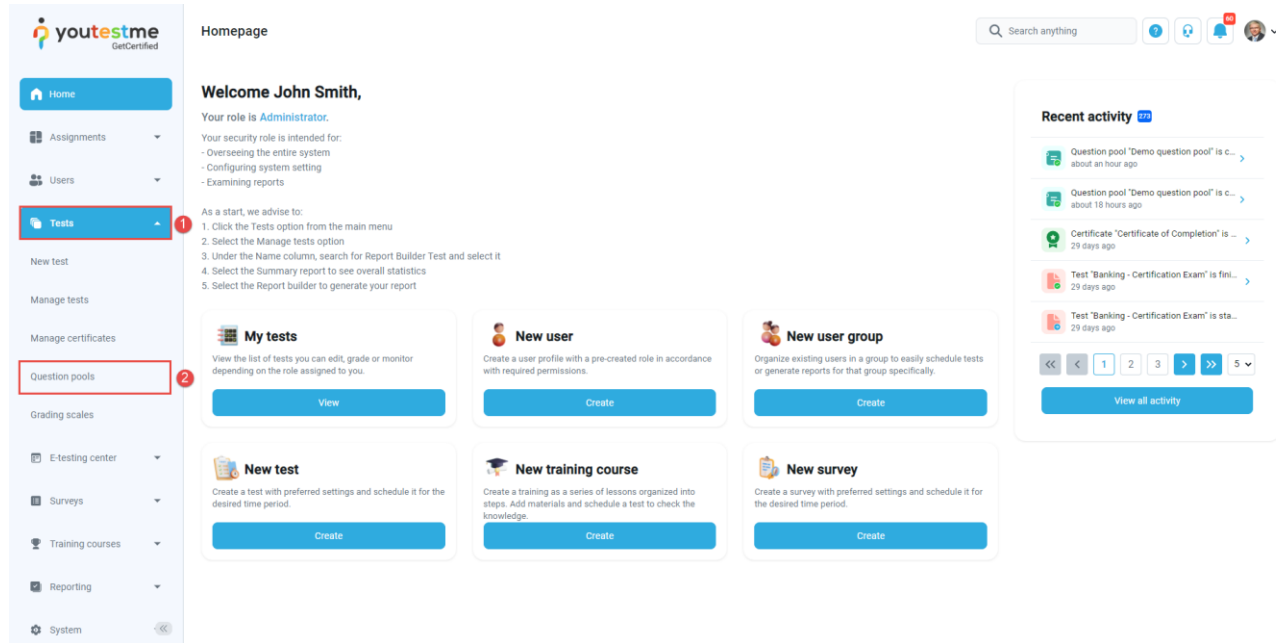 youtestme
GetCertified
Homepage
Search anything
?
60
Home
Assignments
Users
Tests
1
New test
Manage tests
Manage certificates
Question pools
2
Grading scales
E-testing center
Surveys
Training courses
Reporting
System
Welcome John Smith,
Your role is Administrator.
Your security role is intended for:
- Overseeing the entire system
- Configuring system setting
- Examining reports
As a start, we advise to:
1. Click the Tests option from the main menu
2. Select the Manage tests option
3. Under the Name column, search for Report Builder Test and select it
4. Select the Summary report to see overall statistics
5. Select the Report builder to generate your report
My tests
View the list of tests you can edit, grade or monitor
depending on the role assigned to you.
View
New user
Create a user profile with a pre-created role in accordance
with required permissions.
Create
New user group
Organize existing users in a group to easily schedule tests
or generate reports for that group specifically.
Create
New test
Create a test with preferred settings and schedule it for the
desired time period.
Create
New training course
Create a training as a series of lessons organized into
steps. Add materials and schedule a test to check the
knowledge.
Create
New survey
Create a survey with preferred settings and schedule it for
the desired time period.
Create
Recent activity 273
Question pool "Demo question pool" is c...
about an hour ago
Question pool "Demo question pool" is c...
about 18 hours ago
Certificate "Certificate of Completion" is ...
29 days ago
Test "Banking - Certification Exam" is fini...
29 days ago
Test "Banking - Certification Exam" is sta...
29 days ago
1 2 3 5
View all activity